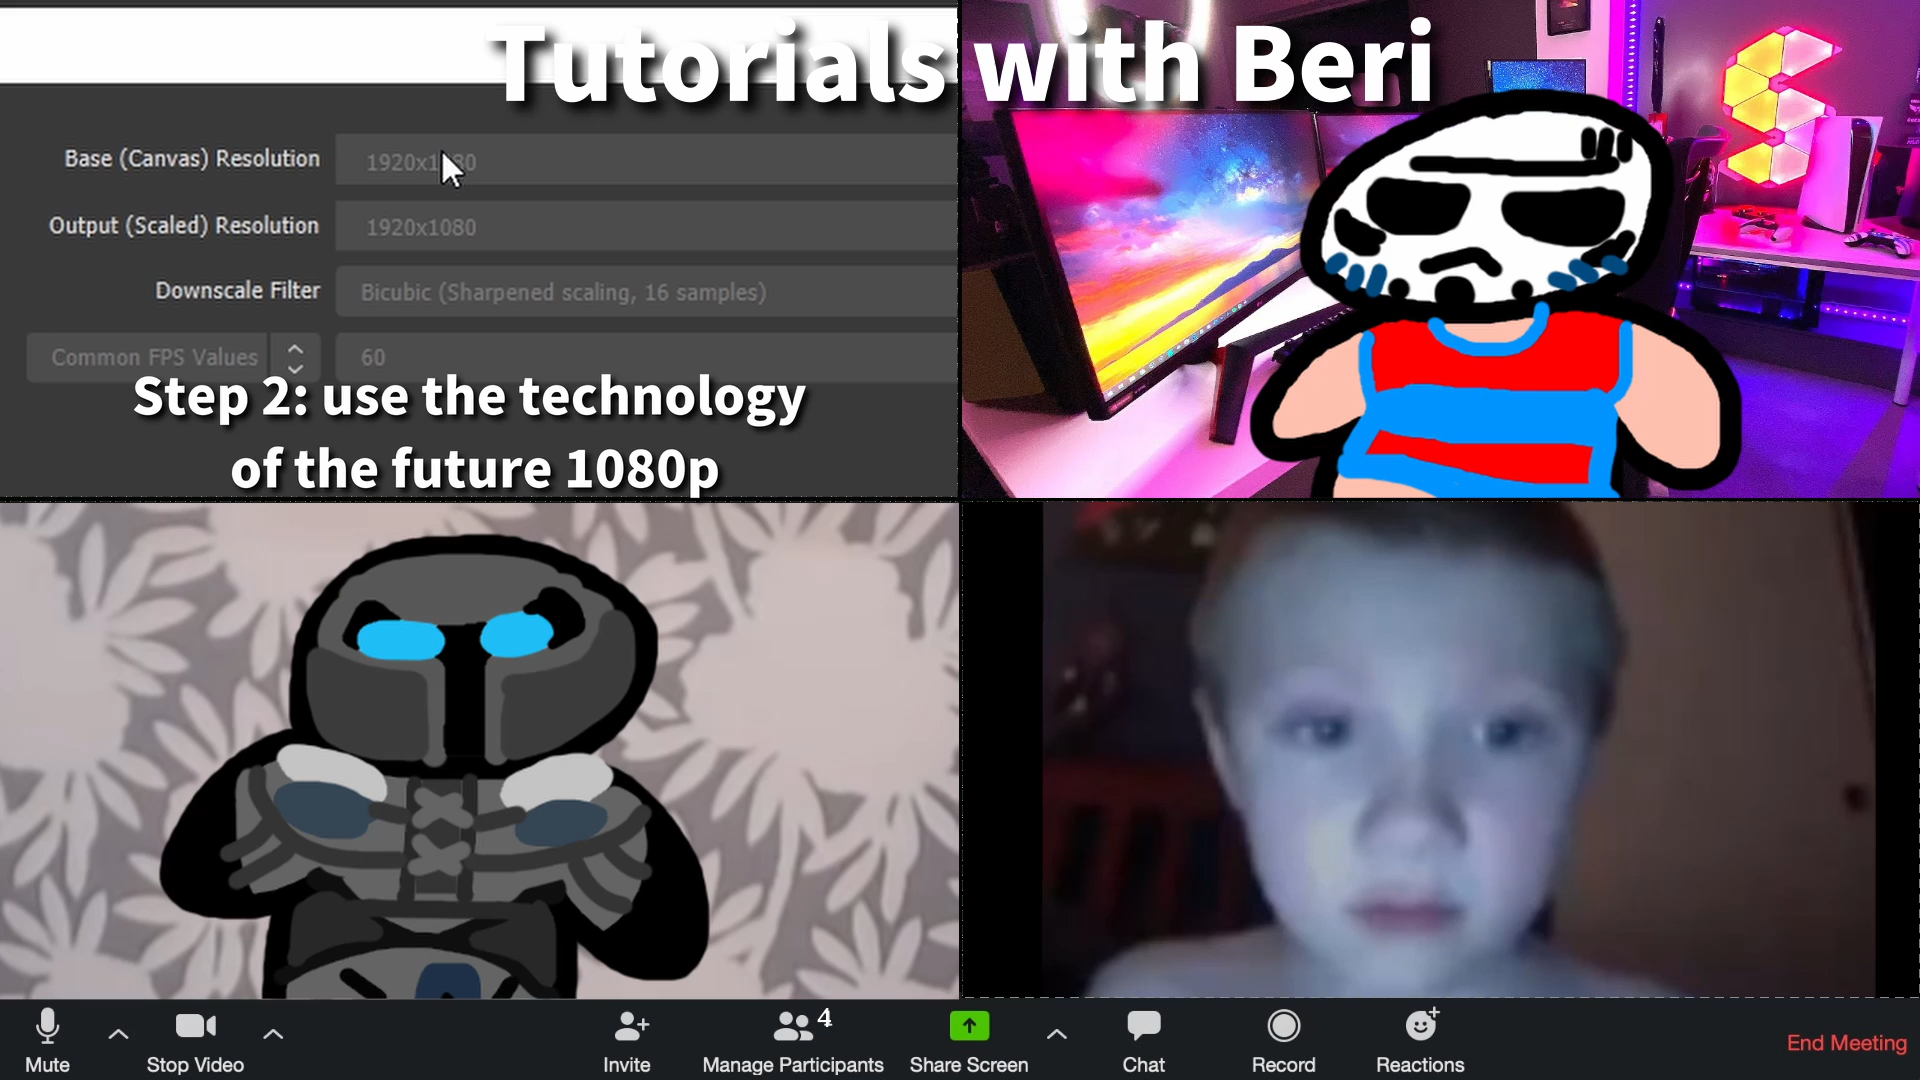 Tutorials with Beri
Base (Canvas) Resolution
1920x1080
Output (Scaled) Resolution
1920x1080
Downscale Filter
Bicubic (Sharpened scaling, 16 samples)
Common FPS Values
60
Step 2: use the technology
of the future 1080p
4
Mute
Stop Video
Invite
Manage Participants
Share Screen
Chat
Record
Reactions
End Meeting